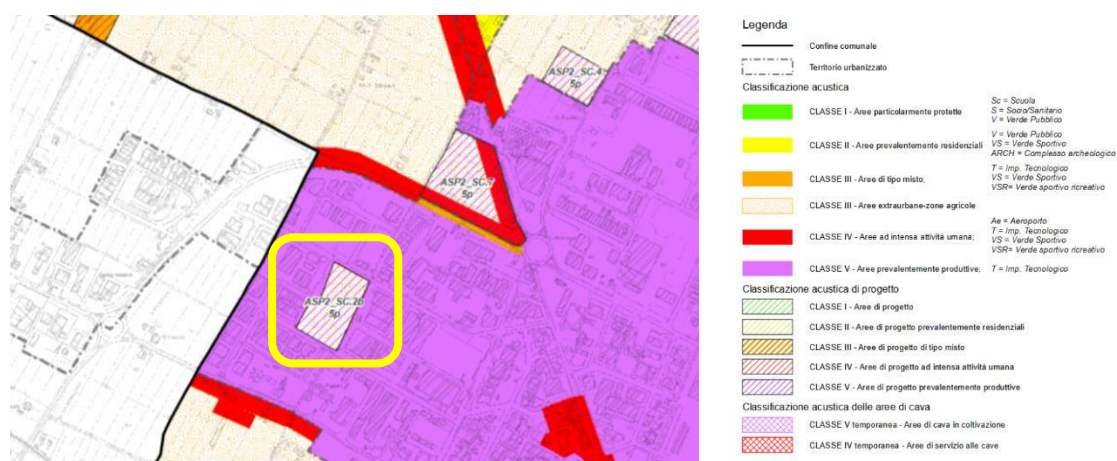 ASP2_SC.4
5p
ASP2_SC.7
5p
ASP2_SC.2b
5p
Legenda
Confine comunale
Territorio urbanizzato
Classificazione acustica
CLASSE I - Aree particolarmente protette
Sc = Scuola
S = Socio/Sanitario
V = Verde Pubblico
CLASSE II - Aree prevalentemente residenziali
V = Verde Pubblico
VS = Verde Sportivo
ARCH = Complesso archeologico
CLASSE III - Aree di tipo misto;
T = Imp. Tecnologico
VS = Verde Sportivo
VSR= Verde sportivo ricreativo
CLASSE III - Aree extraurbane-zone agricole
CLASSE IV - Aree ad intensa attività umana;
Ae = Aeroporto
T = Imp. Tecnologico
VS = Verde Sportivo
VSR= Verde sportivo ricreativo
CLASSE V - Aree prevalentemente produttive;
T = Imp. Tecnologico
Classificazione acustica di progetto
CLASSE I - Aree di progetto
CLASSE II - Aree di progetto prevalentemente residenziali
CLASSE III - Aree di progetto di tipo misto
CLASSE IV - Aree di progetto ad intensa attività umana
CLASSE V - Aree di progetto prevalentemente produttive
Classificazione acustica delle aree di cava
CLASSE V temporanea - Aree di cava in coltivazione
CLASSE IV temporanea - Aree di servizio alle cave